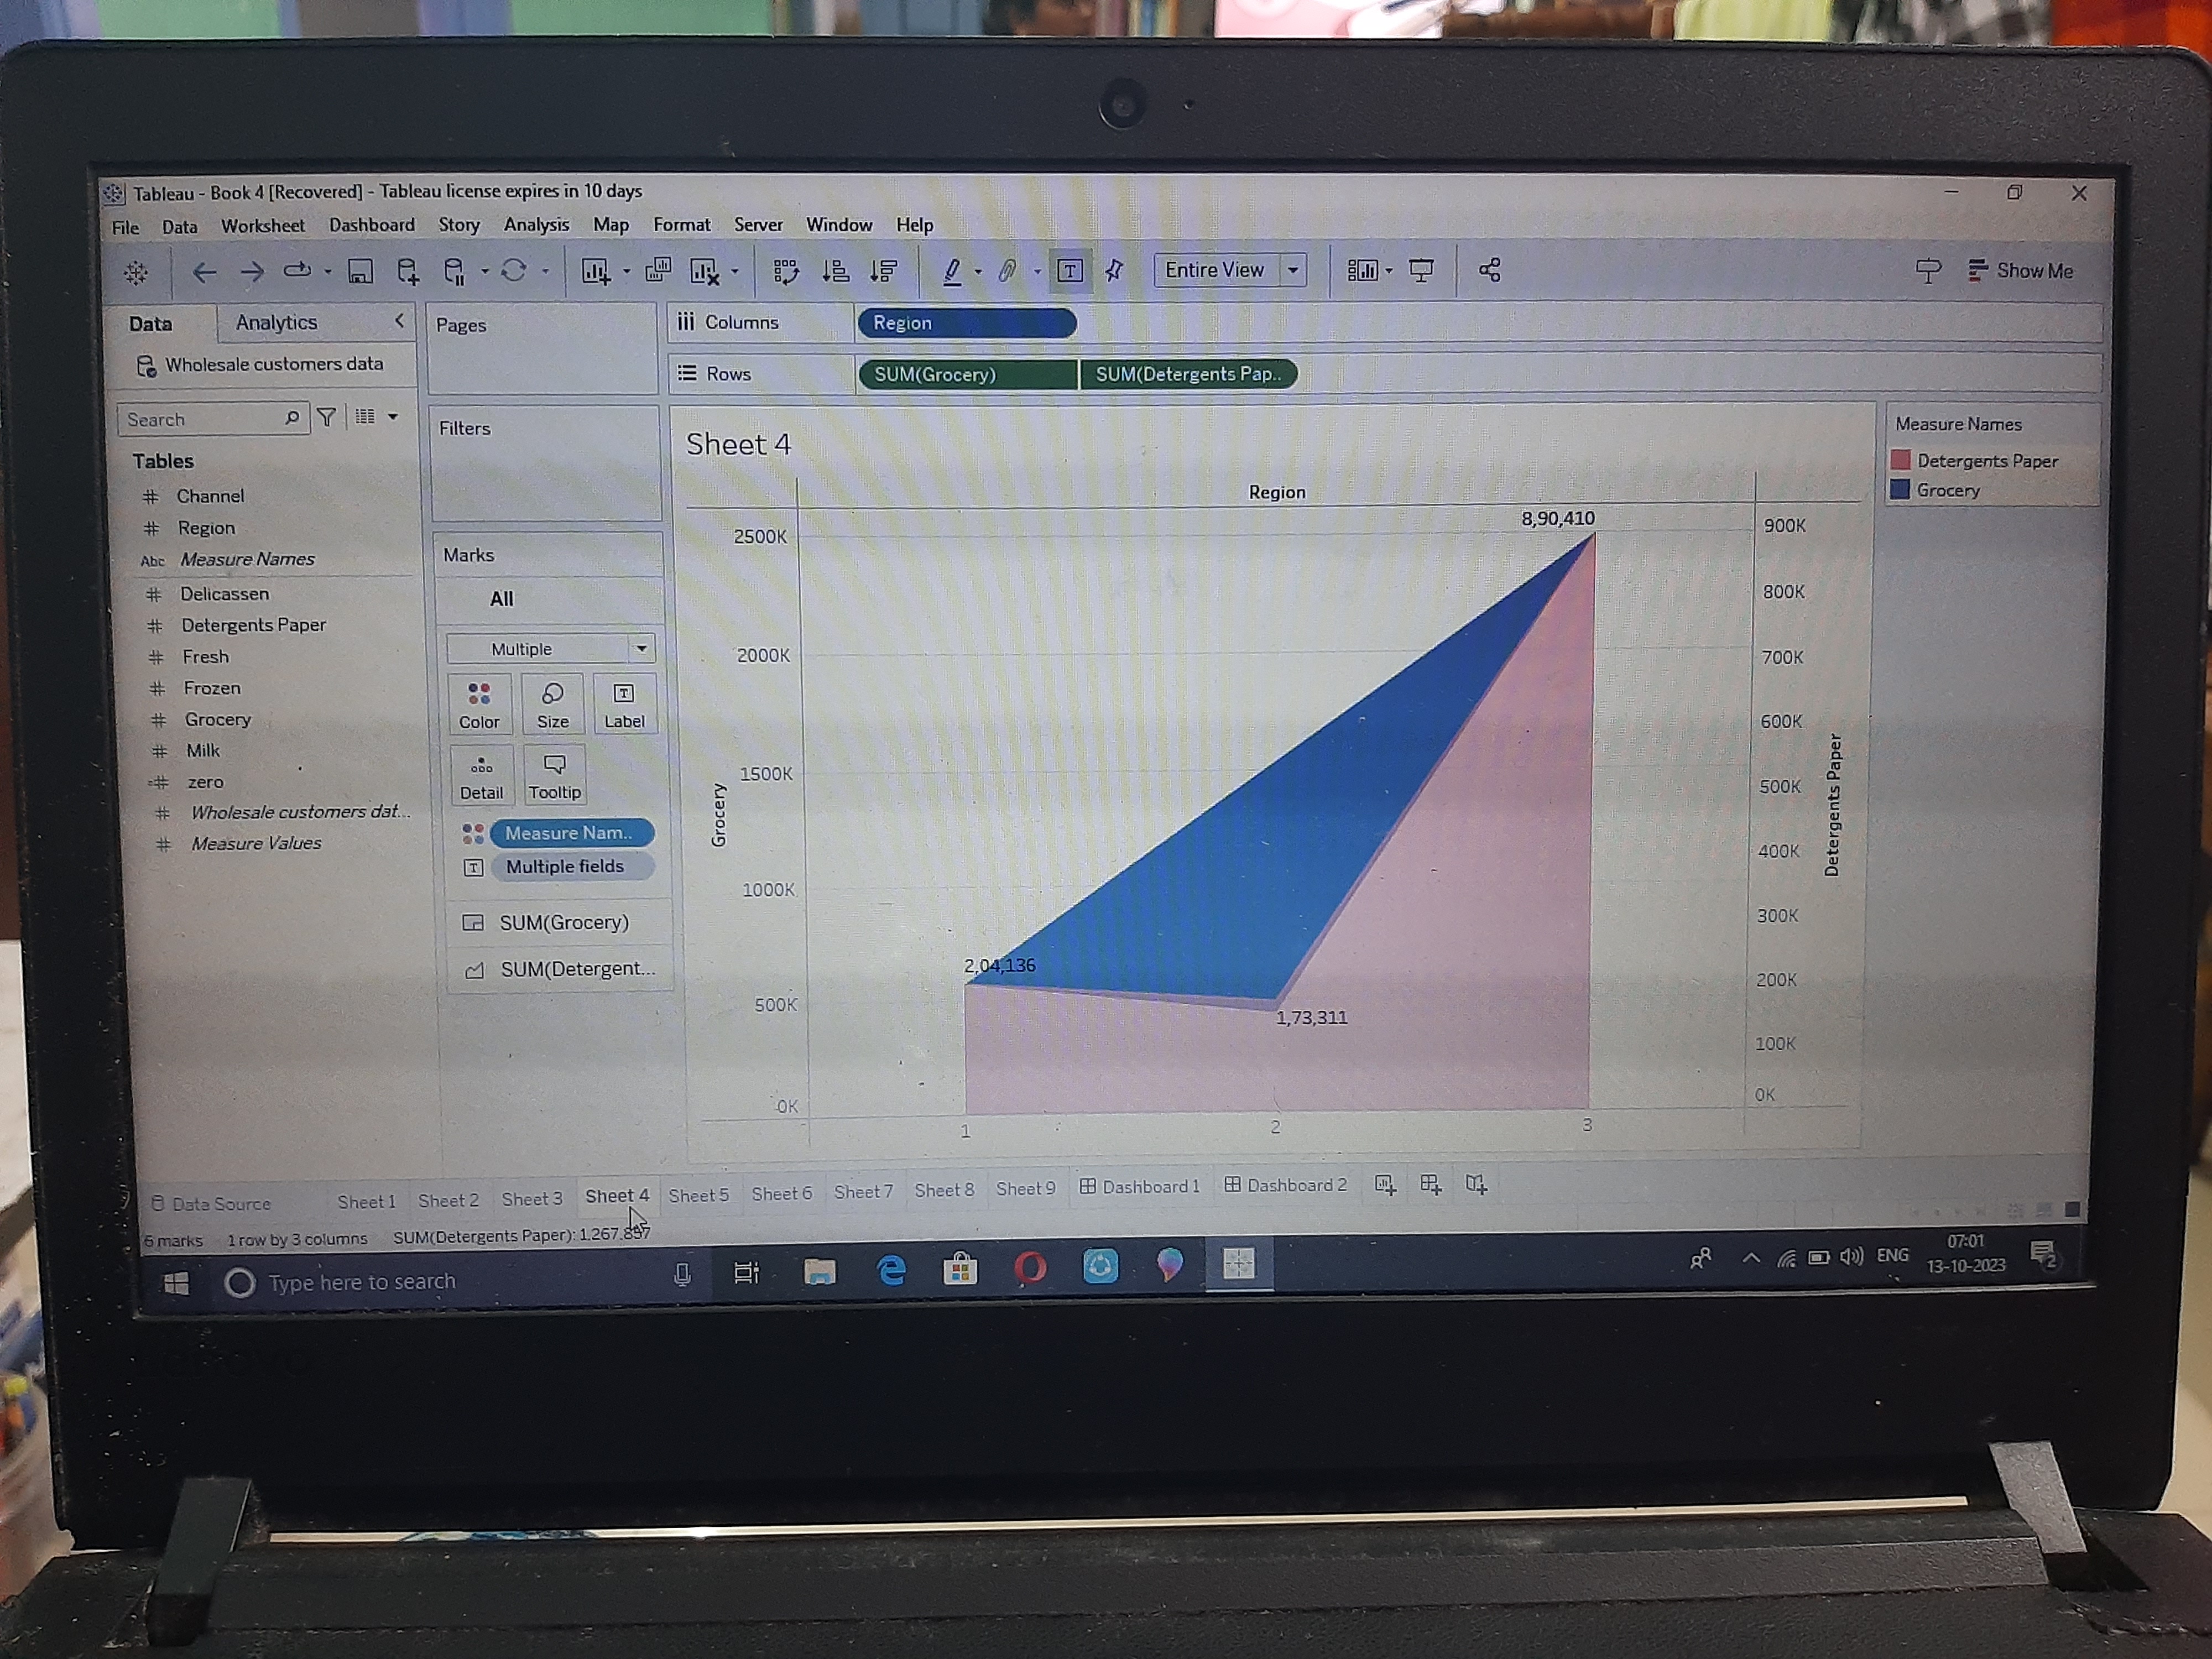 Tableau - Book 4 [Recovered] - Tableau license expires in 10 days
File Data Worksheet Dashboard Story Analysis Map Format Server Window Help
Entire View
Show Me
Data Analytics
Pages
Columns Region
Wholesale customers data
Rows SUM(Grocery) SUM(Detergents Pap..
Search
Filters
Tables
Channel
Region
Abc Measure Names
Delicassen
Detergents Paper
Fresh
Frozen
Grocery
Milk
zero
Wholesale customers dat...
Measure Values
Marks
All
Multiple
Color Size Label
Detail Tooltip
Measure Nam..
Multiple fields
SUM(Grocery)
SUM(Detergent...
Sheet 4
Region
Grocery
2500K
2000K
1500K
1000K
500K
0K
8,90,410
2,04,136
1,73,311
1 2 3
900K
800K
700K
600K
500K
400K
300K
200K
100K
0K
Detergents Paper
Measure Names
Detergents Paper
Grocery
Data Source Sheet 1 Sheet 2 Sheet 3 Sheet 4 Sheet 5 Sheet 6 Sheet 7 Sheet 8 Sheet 9 Dashboard 1 Dashboard 2
6 marks 1 row by 3 columns SUM(Detergents Paper): 1,267,857
Type here to search
ENG
07:01
13-10-2023
2
lenovo